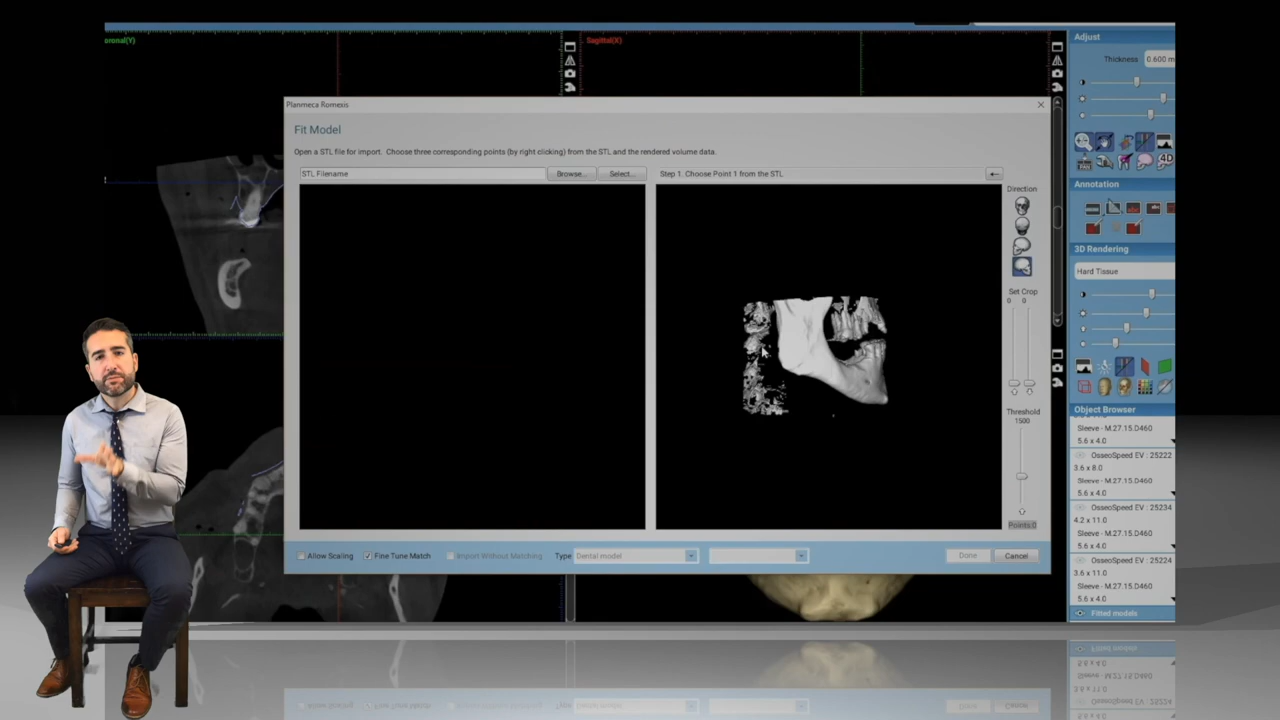 oronal(Y)
Sagittal(X)
Adjust
Thickness 0.600 m
Planmeca Romexis
Fit Model
Open a STL file for import. Choose three corresponding points (by right clicking) from the STL and the rendered volume data.
STL Filename
Browse...
Select...
Step 1. Choose Point 1 from the STL
Direction
Set Crop
0 0
Threshold
1500
Points:0
Allow Scaling
Fine Tune Match
Import Without Matching
Type
Dental model
Done
Cancel
4D
Annotation
3D Rendering
Hard Tissue
Object Browser
Sleeve - M.27.15.D460
5.6 x 4.0
OsseoSpeed EV : 25222
3.6 x 8.0
Sleeve - M.27.15.D460
5.6 x 4.0
OsseoSpeed EV : 25234
4.2 x 11.0
Sleeve - M.27.15.D460
5.6 x 4.0
OsseoSpeed EV : 25224
3.6 x 11.0
Sleeve - M.27.15.D460
5.6 x 4.0
Fitted models